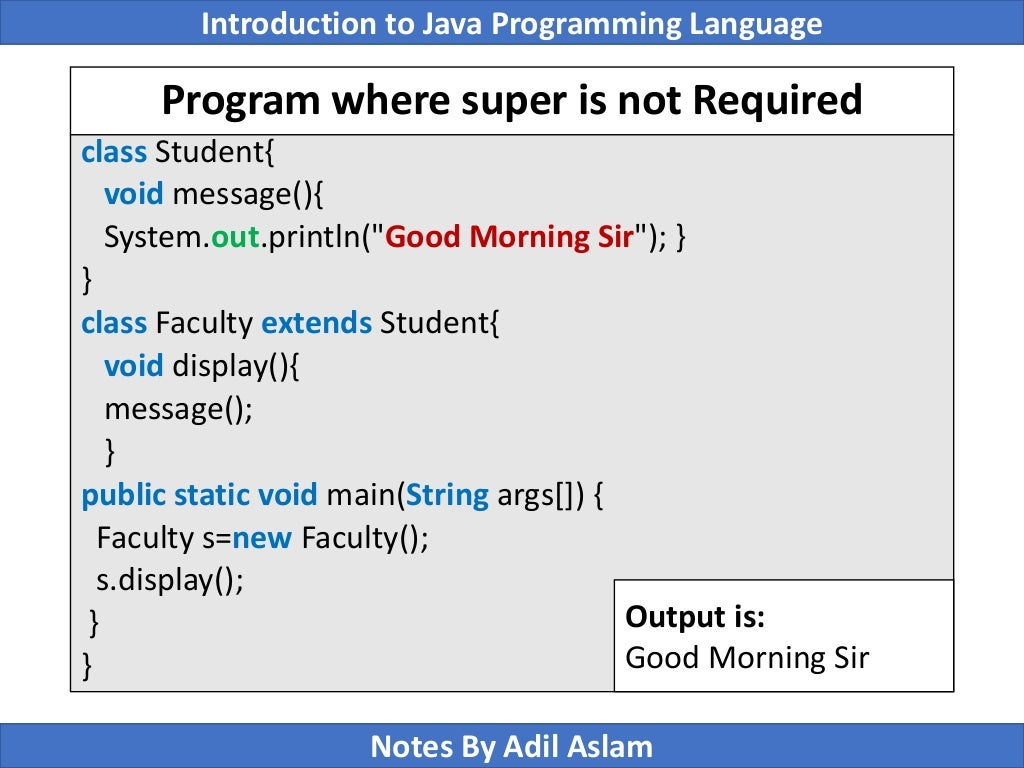 Introduction to Java Programming Language
Program where super is not Required
class Student{
void message(){
System.out.println("Good Morning Sir"); }
}
class Faculty extends Student{
void display(){
message();
}
public static void main(String args[]) {
Faculty s=new Faculty();
s.display();
}
}
Output is:
Good Morning Sir
Notes By Adil Aslam